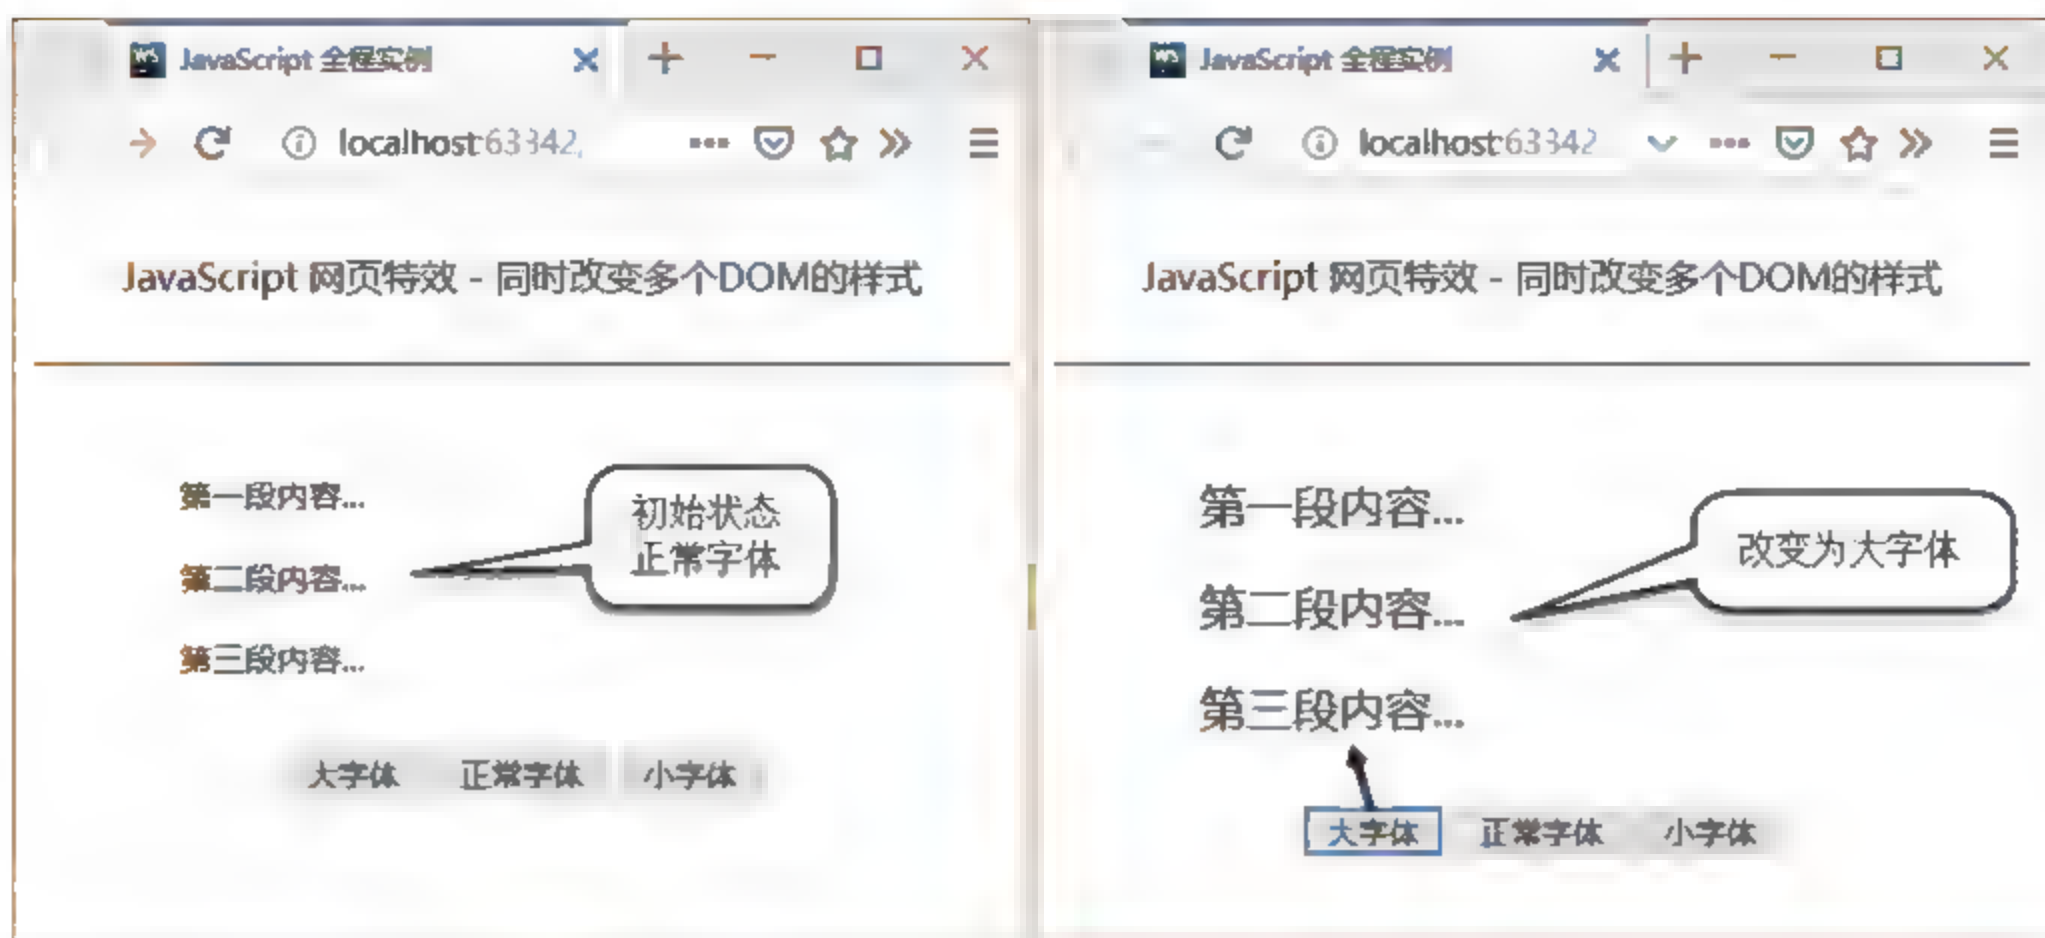 JavaScript 全程实例
localhost:63342
JavaScript 网页特效 - 同时改变多个DOM的样式
第一段内容...
第二段内容...
第三段内容...
初始状态
正常字体
大字体 正常字体 小字体
JavaScript 全程实例
localhost:63342
JavaScript 网页特效 - 同时改变多个DOM的样式
第一段内容...
第二段内容...
第三段内容...
改变为大字体
大字体 正常字体 小字体